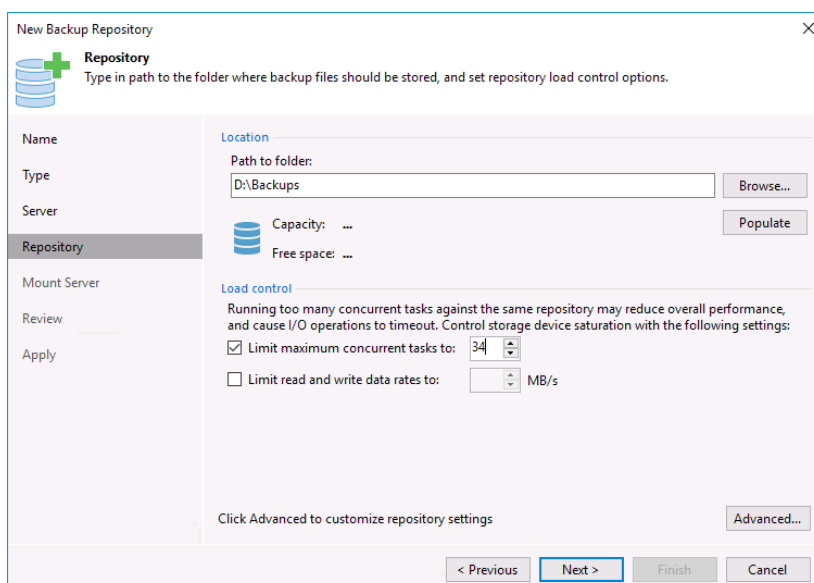 New Backup Repository
Repository
Type in path to the folder where backup files should be stored, and set repository load control options.
Name
Type
Server
Repository
Mount Server
Review
Apply
Location
Path to folder:
D:\Backups
Browse...
Capacity: ...
Populate
Free space: ...
Load control
Running too many concurrent tasks against the same repository may reduce overall performance,
and cause I/O operations to timeout. Control storage device saturation with the following settings:
Limit maximum concurrent tasks to: 34
Limit read and write data rates to: MB/s
Click Advanced to customize repository settings
Advanced...
< Previous Next > Finish Cancel